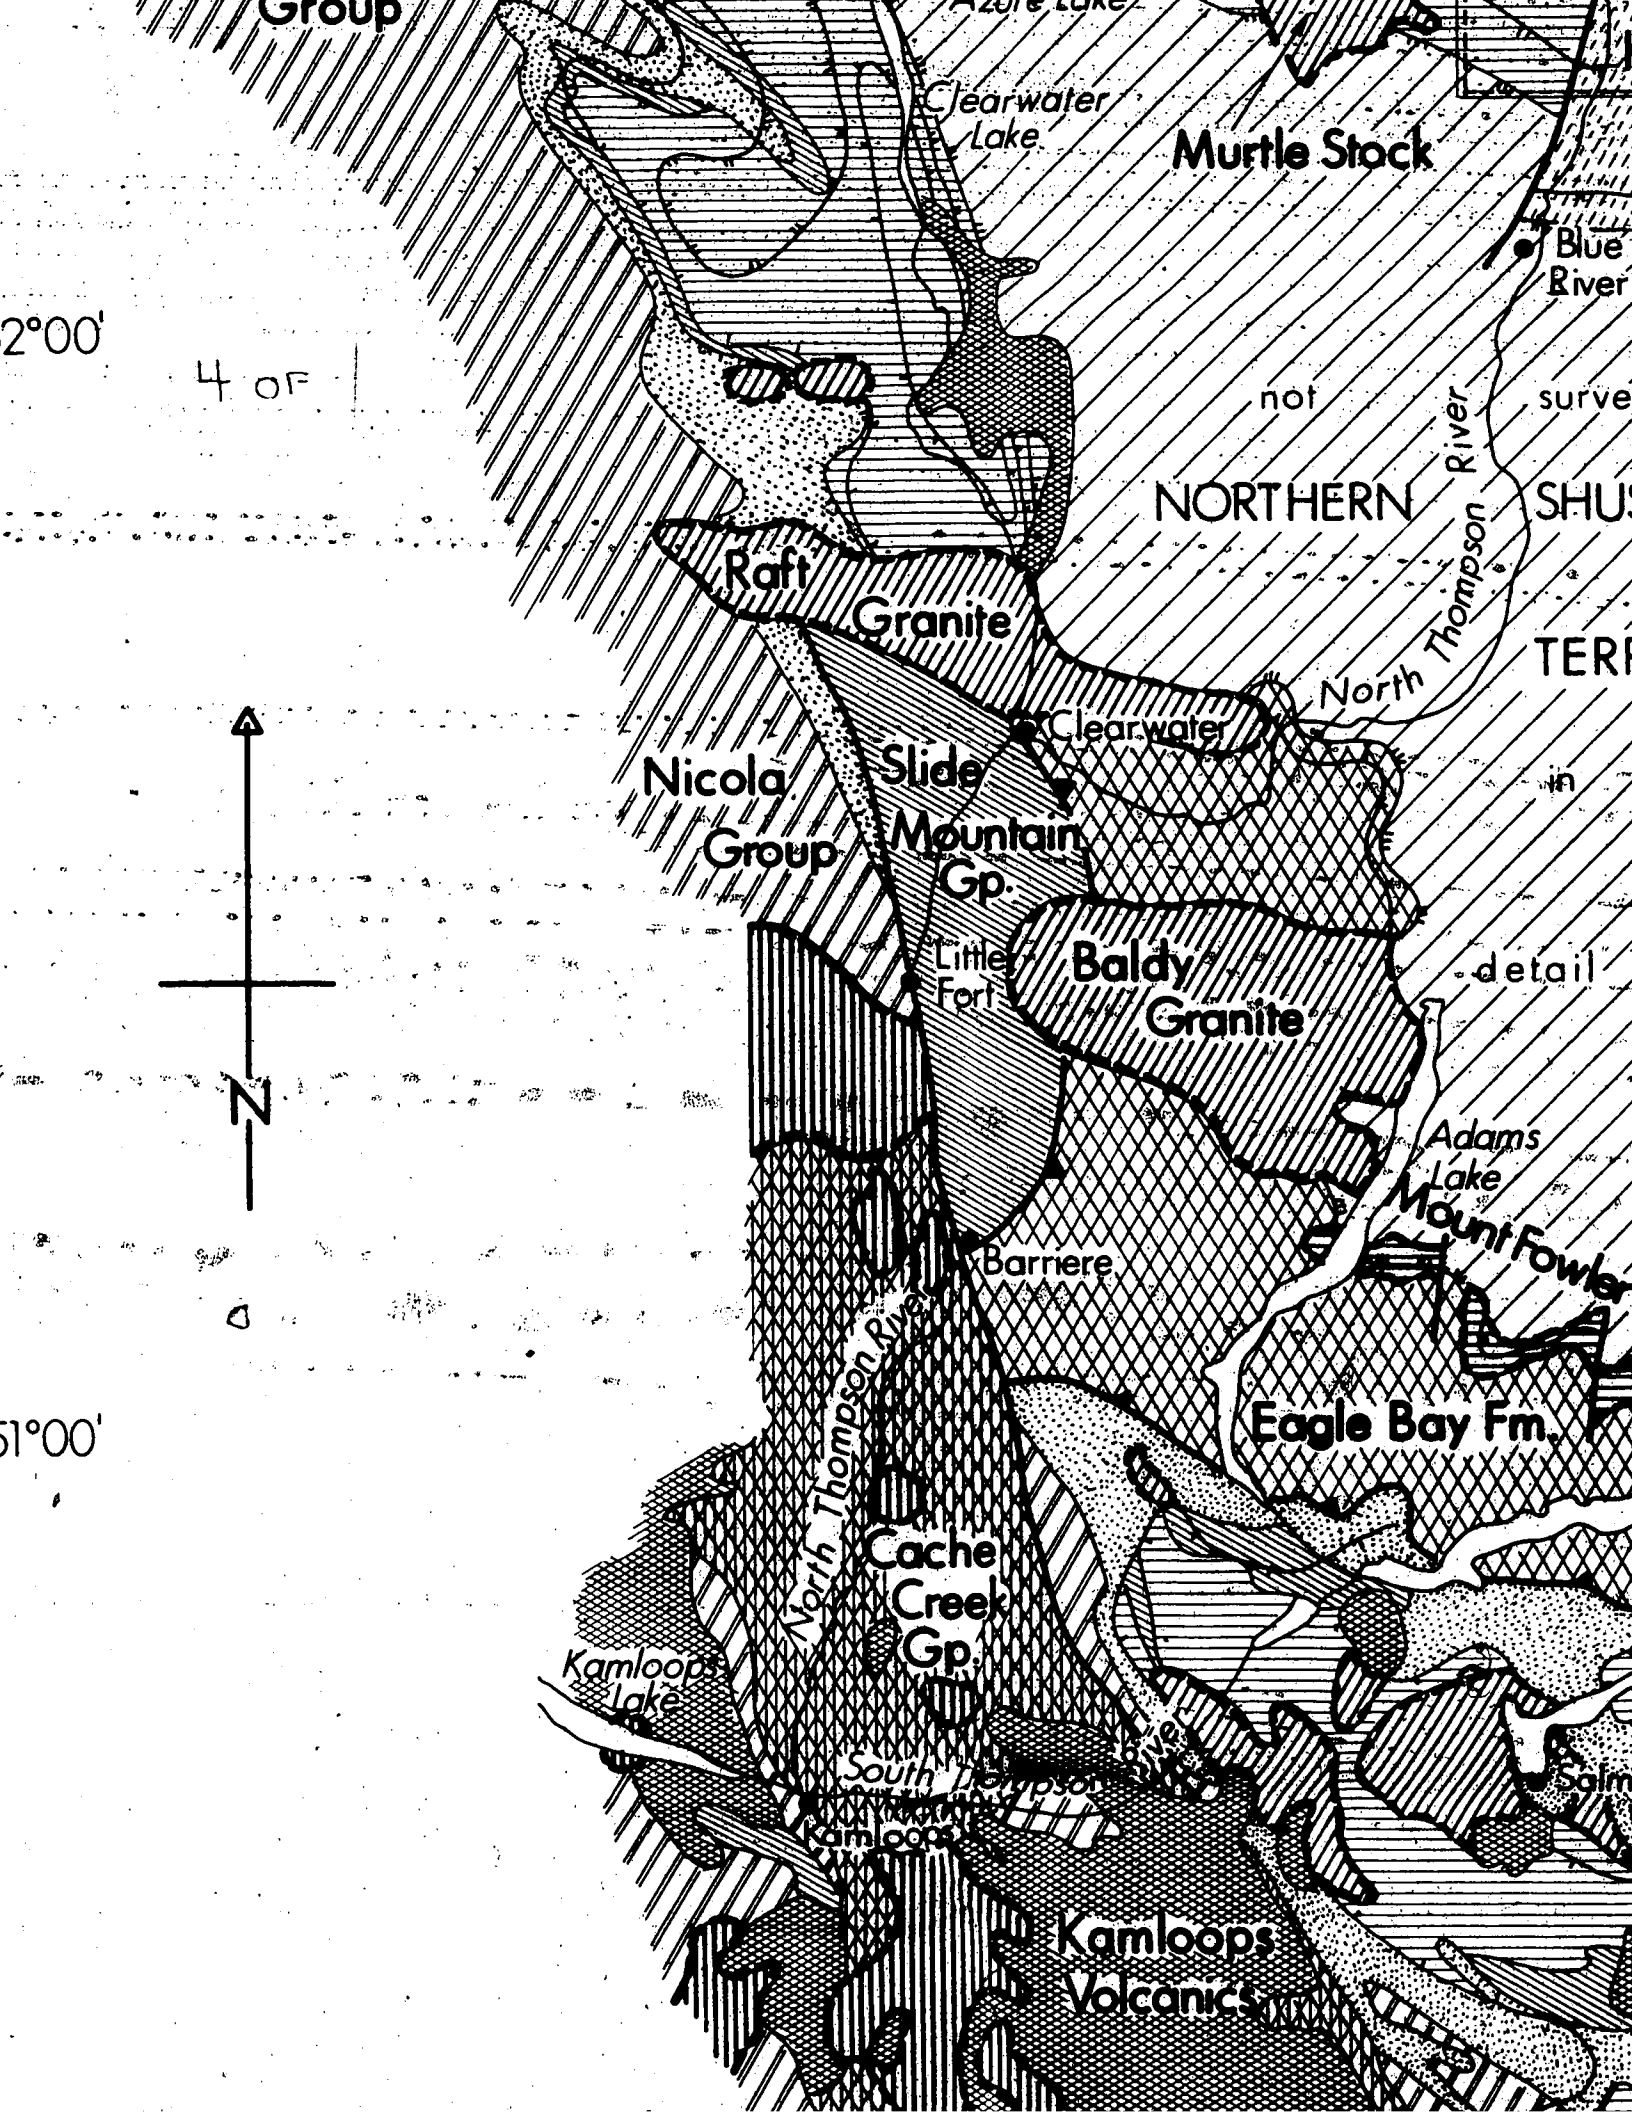 Group
Azure Lake
Clearwater
Lake
Murtle Stock
Blue
River
2°00'
4 OF 1
not
surve
River
Thompson
North
NORTHERN
SHUS
Raft
Granite
TERR
Clearwater
Slide
Mountain
Gp.
in
Nicola
Group
Little
Fort
Baldy
Granite
detail
N
Adams
Lake
Mount Fowler
Barriere
North Thompson River
51°00'
Eagle Bay Fm.
Cache
Creek
Gp.
Kamloops
Lake
South Thompson River
Kamloops
Salm
Kamloops
Volcanics